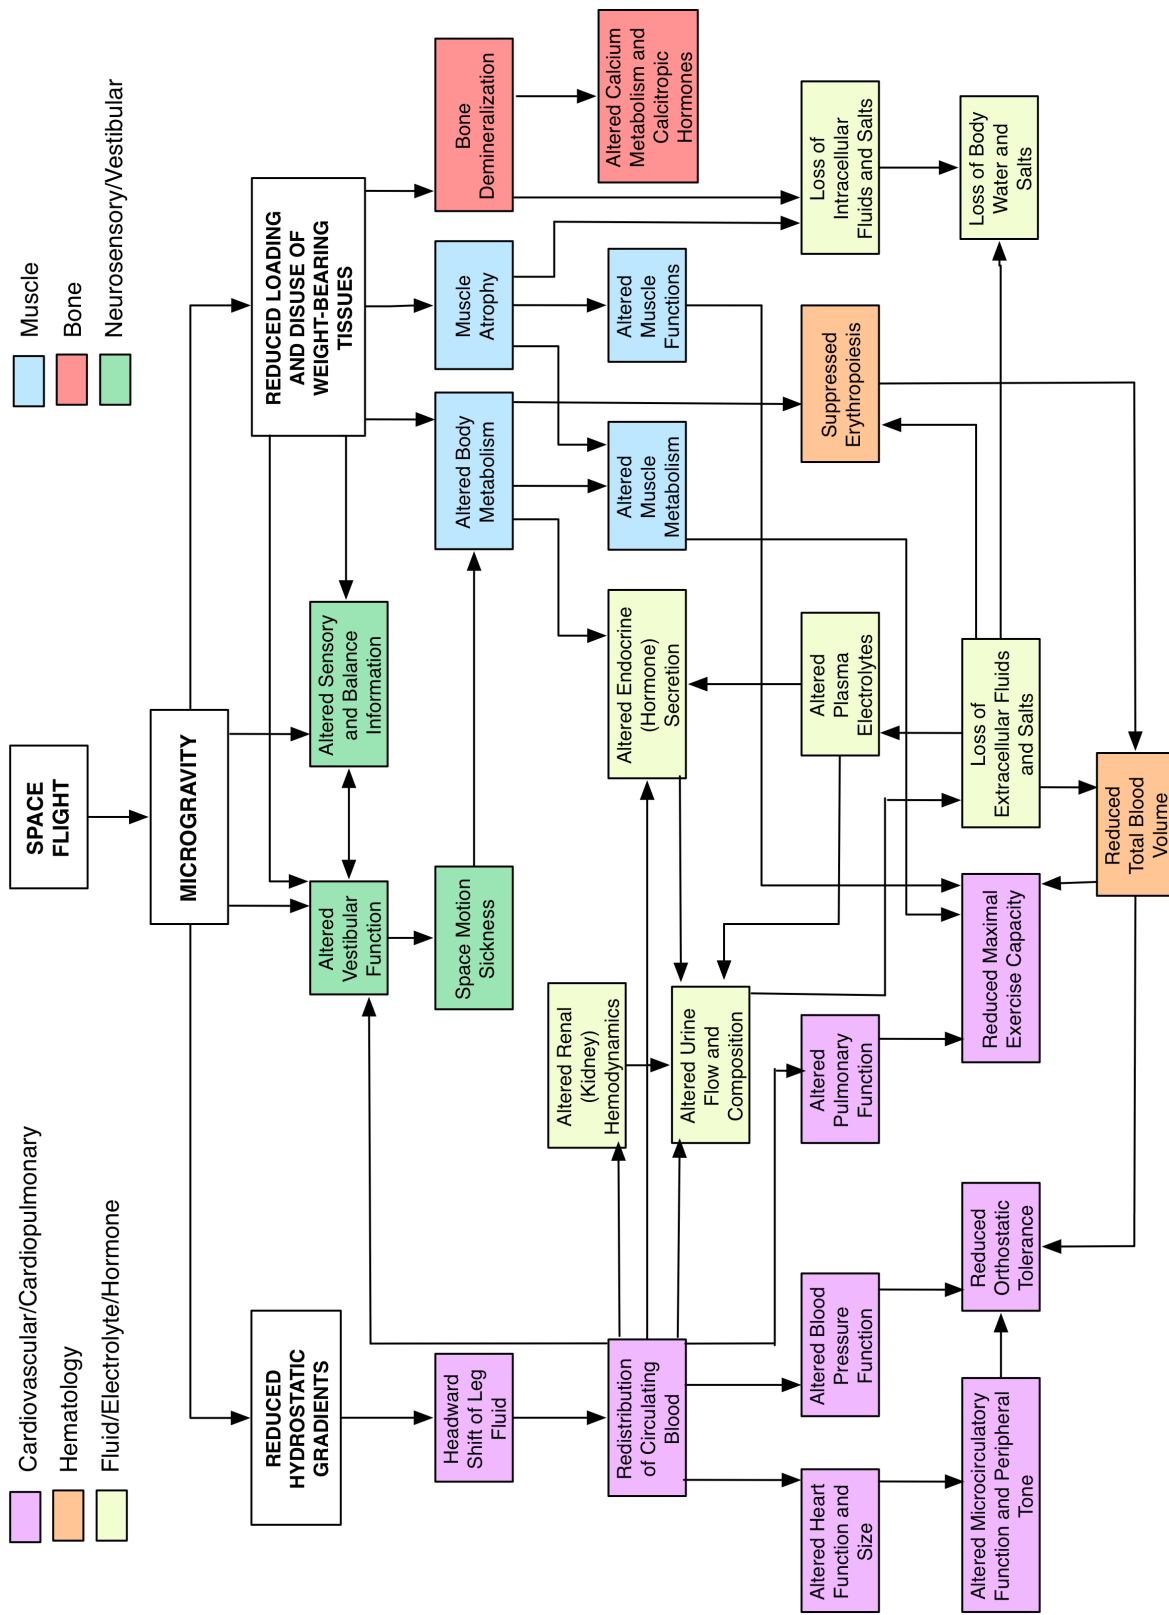 Cardiovascular/Cardiopulmonary
Hematology
Fluid/Electrolyte/Hormone
Muscle
Bone
Neurosensory/Vestibular
SPACE
FLIGHT
MICROGRAVITY
REDUCED
HYDROSTATIC
GRADIENTS
REDUCED LOADING
AND DISUSE OF
WEIGHT-BEARING
TISSUES
Altered
Vestibular
Function
Altered Sensory
and Balance
Information
Headward
Shift of Leg
Fluid
Space Motion
Sickness
Altered Body
Metabolism
Muscle
Atrophy
Bone
Demineralization
Redistribution
of Circulating
Blood
Altered Renal
(Kidney)
Hemodynamics
Altered Endocrine
(Hormone)
Secretion
Altered
Muscle
Metabolism
Altered
Muscle
Functions
Altered Calcium
Metabolism and
Calcitropic
Hormones
Altered Urine
Flow and
Composition
Altered Heart
Function and
Size
Altered Blood
Pressure
Function
Altered
Pulmonary
Function
Altered
Plasma
Electrolytes
Suppressed
Erythropoiesis
Loss of
Intracellular
Fluids and Salts
Altered Microcirculatory
Function and Peripheral
Tone
Reduced
Orthostatic
Tolerance
Reduced Maximal
Exercise Capacity
Loss of
Extracellular Fluids
and Salts
Loss of Body
Water and
Salts
Reduced
Total Blood
Volume